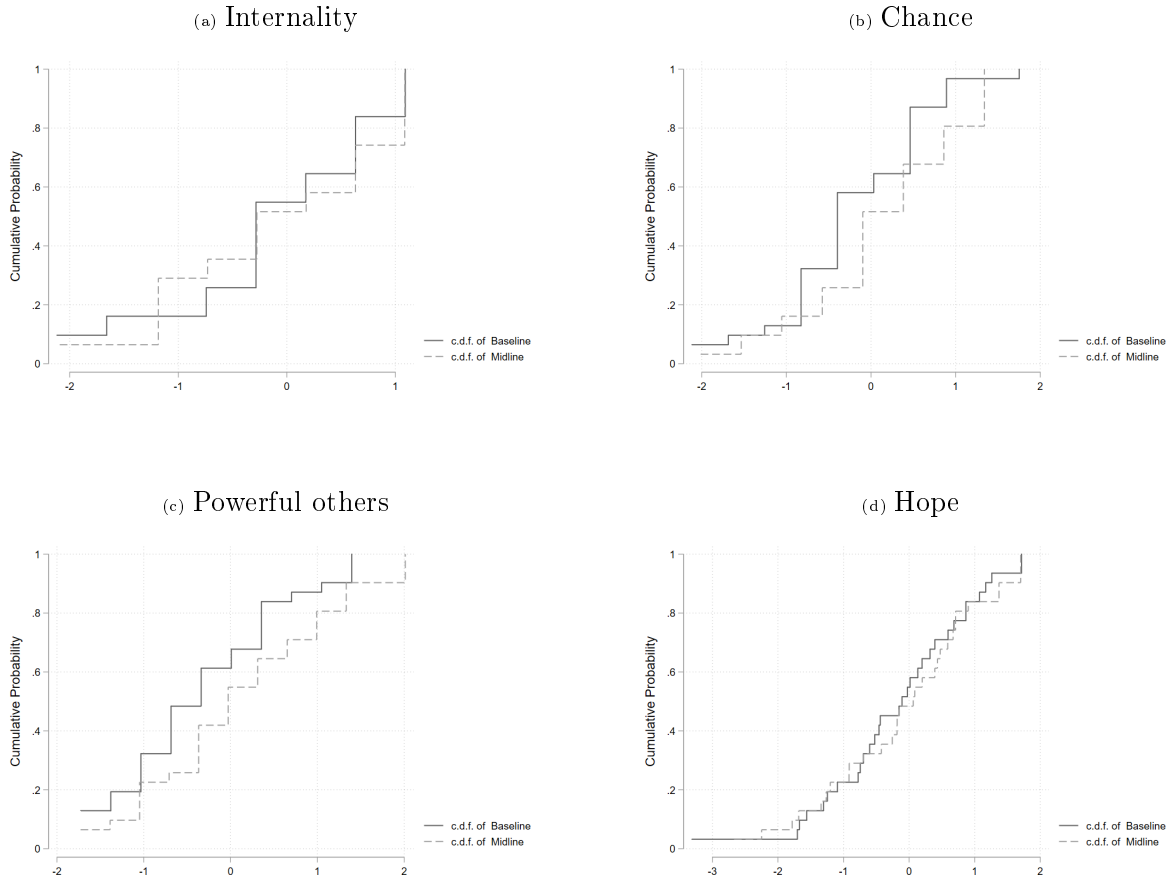 (a) Internality
1
.8
.6
.4
.2
0
Cumulative Probability
-2 -1 0 1
c.d.f. of Baseline
c.d.f. of Midline
(b) Chance
1
.8
.6
.4
.2
0
Cumulative Probability
-2 -1 0 1 2
c.d.f. of Baseline
c.d.f. of Midline
(c) Powerful others
1
.8
.6
.4
.2
0
Cumulative Probability
-2 -1 0 1 2
c.d.f. of Baseline
c.d.f. of Midline
(d) Hope
1
.8
.6
.4
.2
0
Cumulative Probability
-3 -2 -1 0 1 2
c.d.f. of Baseline
c.d.f. of Midline